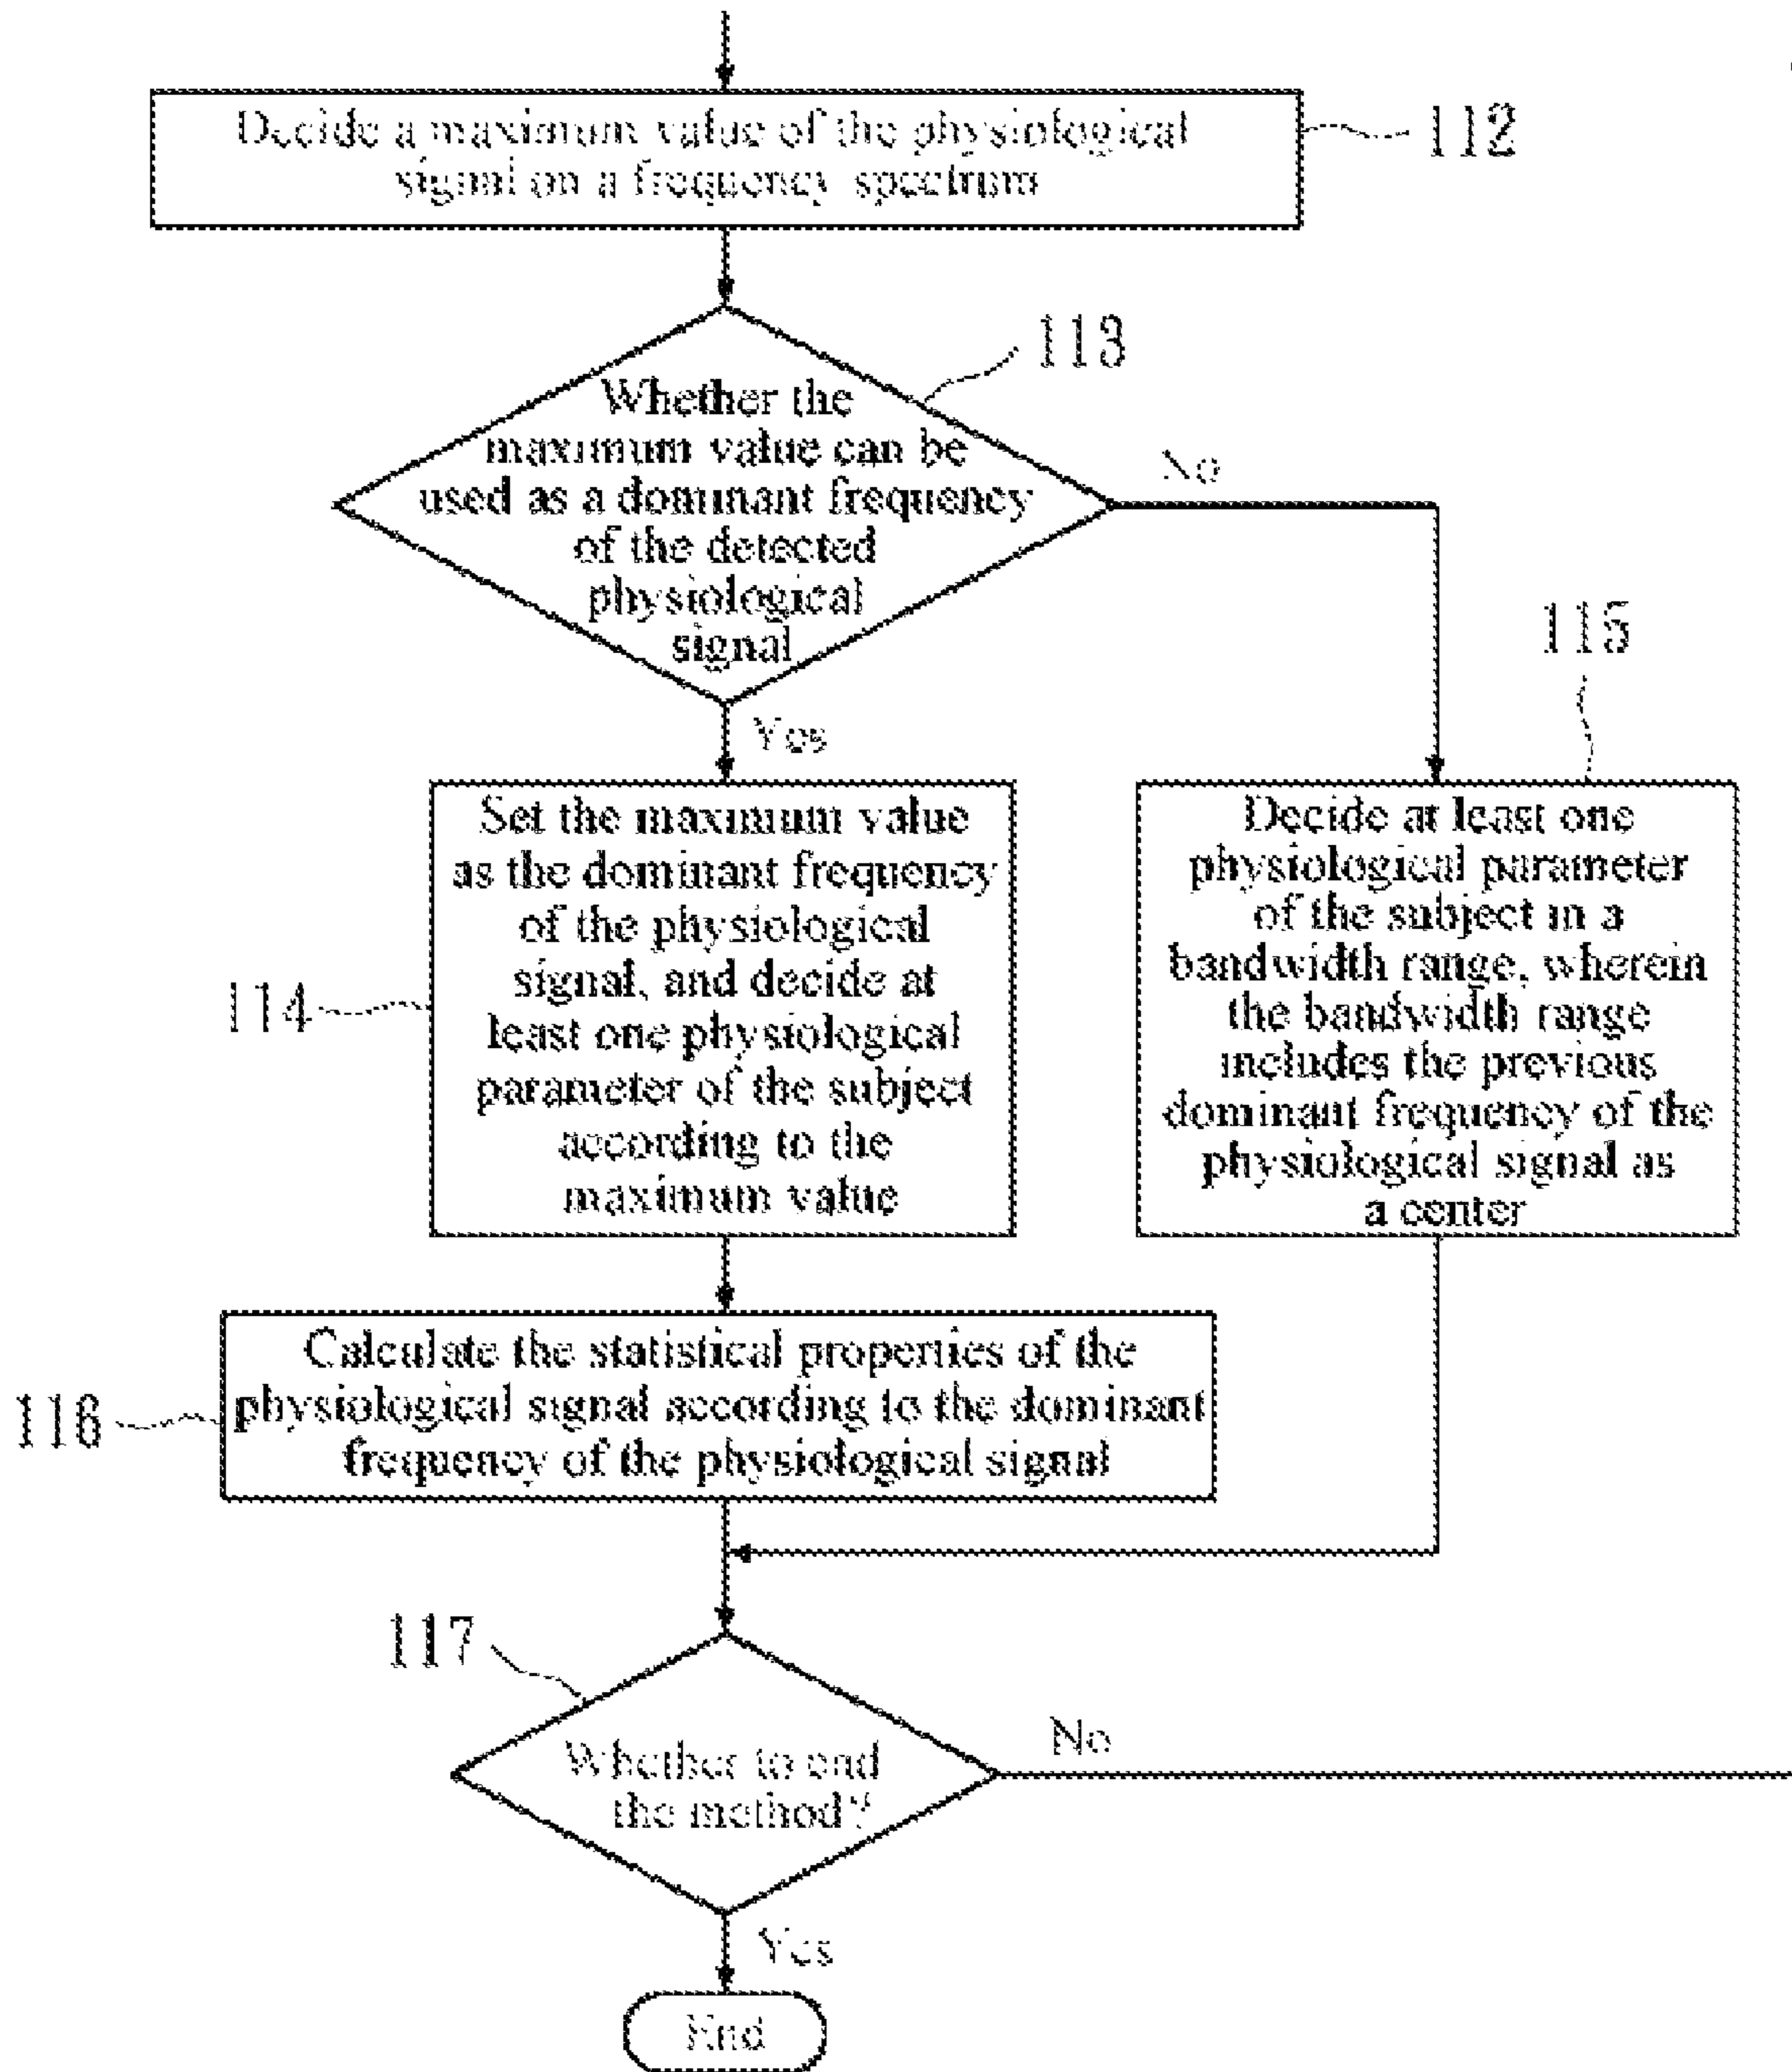 Decide a maximum value of the physiological
signal on a frequency spectrum
112
113
Whether the
maximum value can be
used as a dominant frequency
of the detected
physiological
signal
No
115
Yes
Set the maximum value
as the dominant frequency
of the physiological
signal, and decide at
least one physiological
parameter of the subject
according to the
maximum value
114
Decide at least one
physiological parameter
of the subject in a
bandwidth range, wherein
the bandwidth range
includes the previous
dominant frequency of the
physiological signal as
a center
Calculate the statistical properties of the
physiological signal according to the dominant
frequency of the physiological signal
116
117
Whether to end
the method?
No
Yes
End